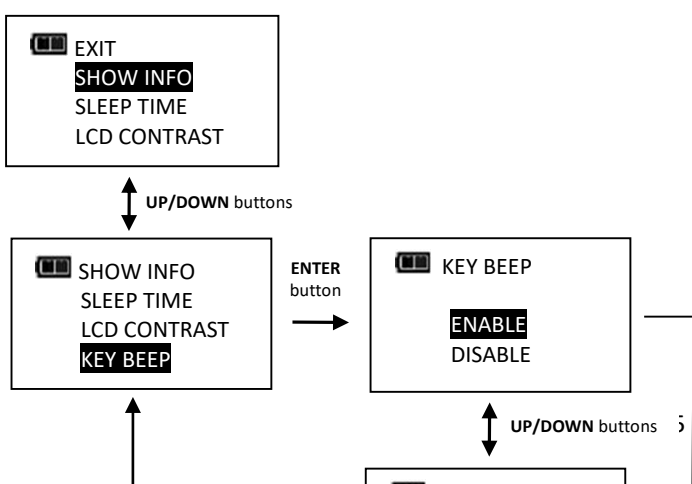 EXIT
SHOW INFO
SLEEP TIME
LCD CONTRAST
UP/DOWN buttons
SHOW INFO
SLEEP TIME
LCD CONTRAST
KEY BEEP
ENTER
button
KEY BEEP
ENABLE
DISABLE
UP/DOWN buttons